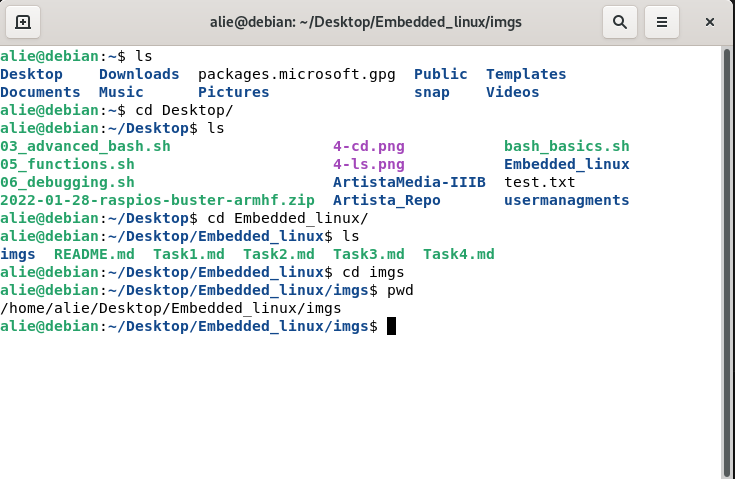 alie@debian: ~/Desktop/Embedded_linux/imgs
alie@debian:~$ ls
Desktop    Downloads  packages.microsoft.gpg  Public  Templates
Documents  Music      Pictures                snap    Videos
alie@debian:~$ cd Desktop/
alie@debian:~/Desktop$ ls
03_advanced_bash.sh                  4-cd.png           bash_basics.sh
05_functions.sh                      4-ls.png           Embedded_linux
06_debugging.sh                      ArtistaMedia-IIIB  test.txt
2022-01-28-raspios-buster-armhf.zip  Artista_Repo       usermanagments
alie@debian:~/Desktop$ cd Embedded_linux/
alie@debian:~/Desktop/Embedded_linux$ ls
imgs  README.md  Task1.md  Task2.md  Task3.md  Task4.md
alie@debian:~/Desktop/Embedded_linux$ cd imgs
alie@debian:~/Desktop/Embedded_linux/imgs$ pwd
/home/alie/Desktop/Embedded_linux/imgs
alie@debian:~/Desktop/Embedded_linux/imgs$